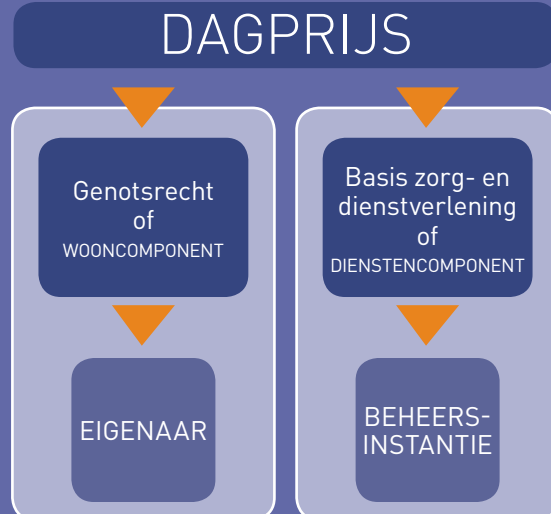 DAGPRIJS
Genotsrecht
of
WOONCOMPONENT
EIGENAAR
Basis zorg- en
dienstverlening
of
DIENSTENCOMPONENT
BEHEERS-
INSTANTIE